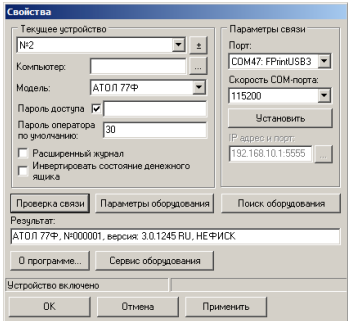 Свойства
Текущее устройство
№2
±
Компьютер:
...
Модель:
АТОЛ 77Ф
Пароль доступа
Пароль оператора
по умолчанию:
30
Расширенный журнал
Инвертировать состояние денежного
ящика
Параметры связи
Порт:
COM47: FPrintUSB3
Скорость COM-порта:
115200
Установить
IP адрес и порт:
192.168.10.1:5555
...
Проверка связи
Параметры оборудования
Поиск оборудования
Результат:
АТОЛ 77Ф, №000001, версия: 3.0.1245 RU, НЕФИСК
О программе...
Сервис оборудования
Устройство включено
OK
Отмена
Применить